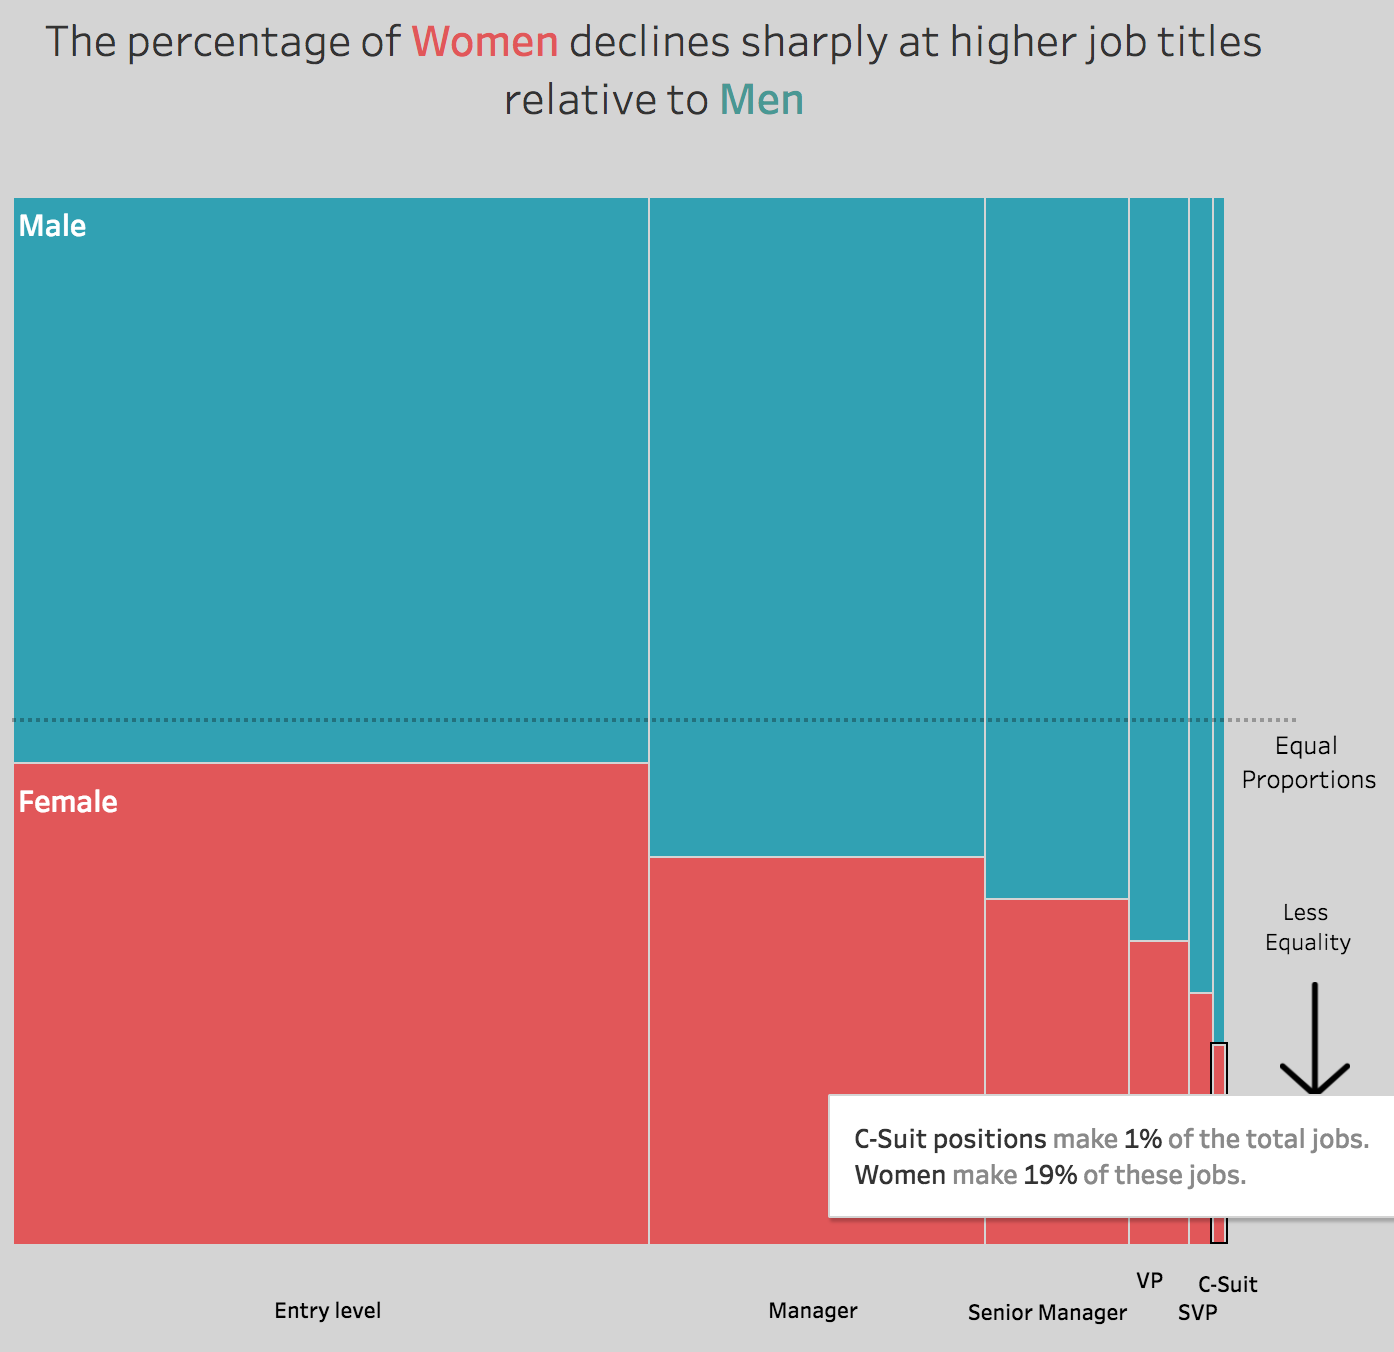 The percentage of Women declines sharply at higher job titles
relative to Men
Male
Female
Equal
Proportions
Less
Equality
C-Suit positions make 1% of the total jobs.
Women make 19% of these jobs.
Entry level
Manager
Senior Manager
VP
SVP
C-Suit